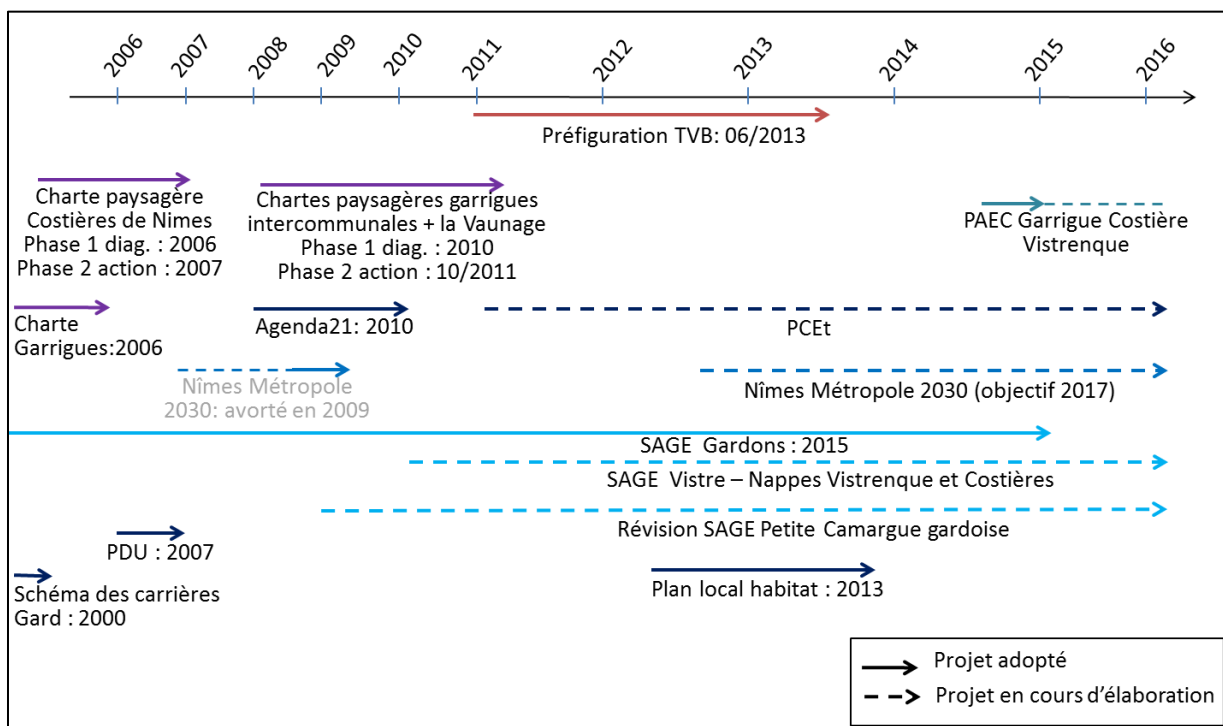 2006 2007 2008 2009 2010 2011 2012 2013 2014 2015 2016
Préfiguration TVB: 06/2013
Charte paysagère
Costières de Nimes
Phase 1 diag. : 2006
Phase 2 action : 2007
Chartes paysagères garrigues
intercommunales + la Vaunage
Phase 1 diag. : 2010
Phase 2 action : 10/2011
PAEC Garrigue Costière
Vistrenque
Charte
Garrigues:2006
Agenda21: 2010
PCEt
Nîmes Métropole
2030: avorté en 2009
Nîmes Métropole 2030 (objectif 2017)
SAGE Gardons : 2015
SAGE Vistre – Nappes Vistrenque et Costières
Révision SAGE Petite Camargue gardoise
PDU : 2007
Schéma des carrières
Gard : 2000
Plan local habitat : 2013
Projet adopté
Projet en cours d'élaboration